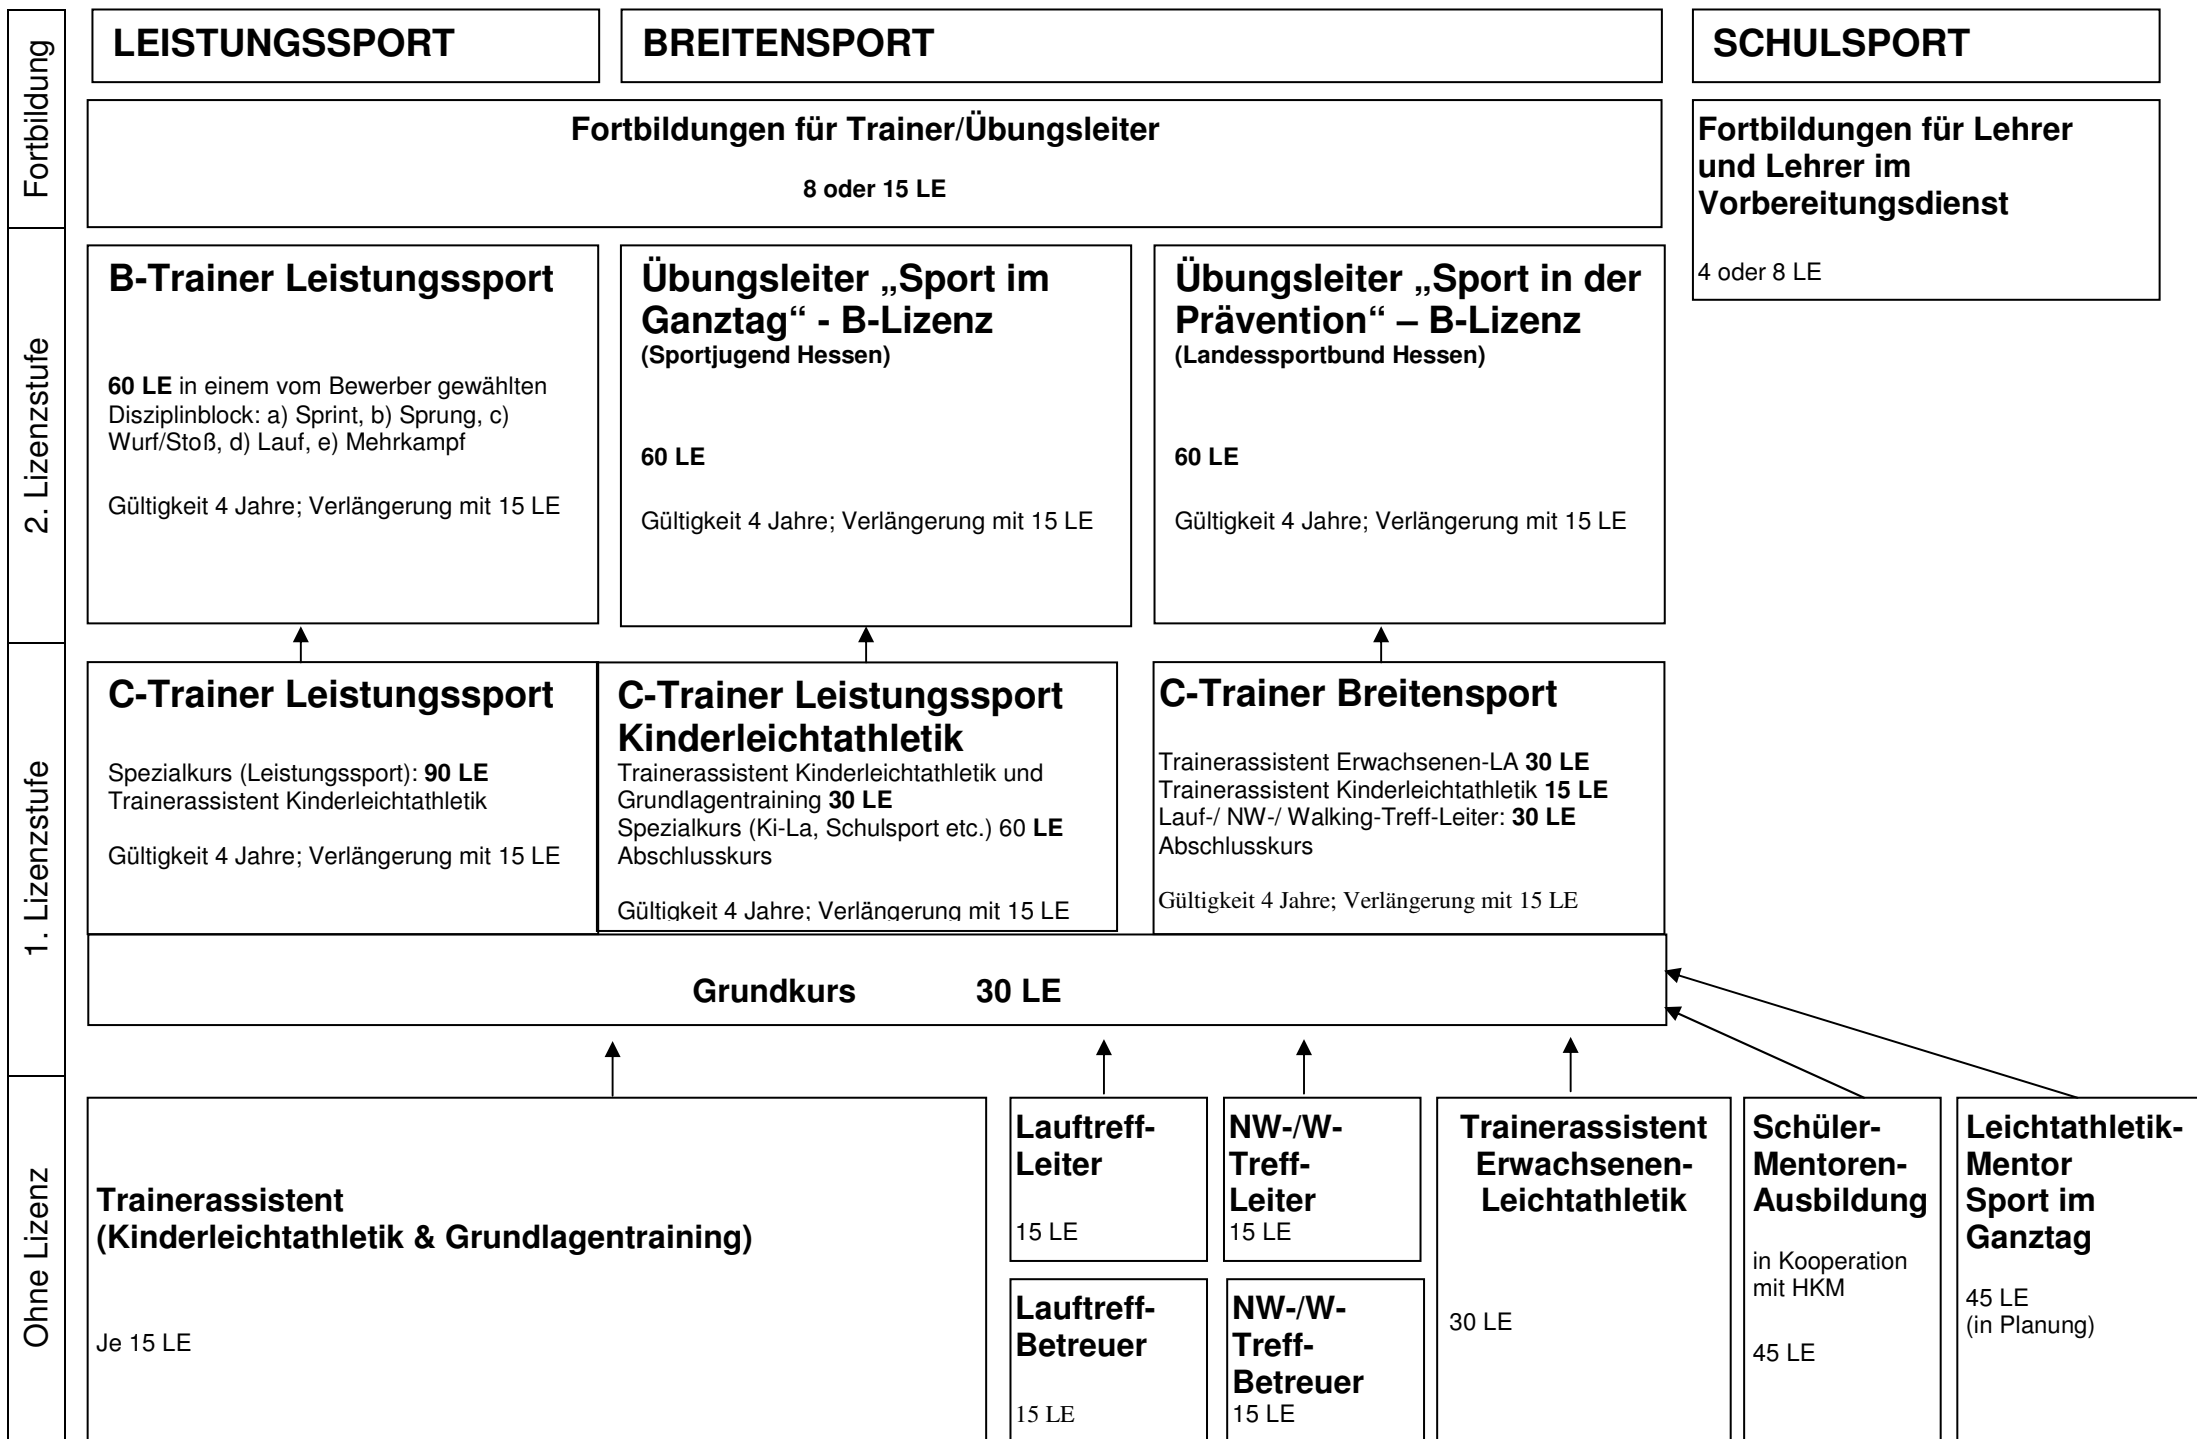 LEISTUNGSSPORT
BREITENSPORT
SCHULSPORT
Fortbildung
Fortbildungen für Trainer/Übungsleiter
8 oder 15 LE
Fortbildungen für Lehrer
und Lehrer im
Vorbereitungsdienst
4 oder 8 LE
2. Lizenzstufe
B-Trainer Leistungssport
60 LE in einem vom Bewerber gewählten
Disziplinblock: a) Sprint, b) Sprung, c)
Wurf/Stoß, d) Lauf, e) Mehrkampf
Gültigkeit 4 Jahre; Verlängerung mit 15 LE
Übungsleiter „Sport im
Ganztag“ - B-Lizenz
(Sportjugend Hessen)
60 LE
Gültigkeit 4 Jahre; Verlängerung mit 15 LE
Übungsleiter „Sport in der
Prävention“ – B-Lizenz
(Landessportbund Hessen)
60 LE
Gültigkeit 4 Jahre; Verlängerung mit 15 LE
1. Lizenzstufe
C-Trainer Leistungssport
Spezialkurs (Leistungssport): 90 LE
Trainerassistent Kinderleichtathletik
Gültigkeit 4 Jahre; Verlängerung mit 15 LE
C-Trainer Leistungssport
Kinderleichtathletik
Trainerassistent Kinderleichtathletik und
Grundlagentraining 30 LE
Spezialkurs (Ki-La, Schulsport etc.) 60 LE
Abschlusskurs
Gültigkeit 4 Jahre; Verlängerung mit 15 LE
C-Trainer Breitensport
Trainerassistent Erwachsenen-LA 30 LE
Trainerassistent Kinderleichtathletik 15 LE
Lauf-/ NW-/ Walking-Treff-Leiter: 30 LE
Abschlusskurs
Gültigkeit 4 Jahre; Verlängerung mit 15 LE
Grundkurs 30 LE
Ohne Lizenz
Trainerassistent
(Kinderleichtathletik & Grundlagentraining)
Je 15 LE
Lauftreff-
Leiter
15 LE
Lauftreff-
Betreuer
15 LE
NW-/W-
Treff-
Leiter
15 LE
NW-/W-
Treff-
Betreuer
15 LE
Trainerassistent
Erwachsenen-
Leichtathletik
30 LE
Schüler-
Mentoren-
Ausbildung
in Kooperation
mit HKM
45 LE
Leichtathletik-
Mentor
Sport im
Ganztag
45 LE
(in Planung)